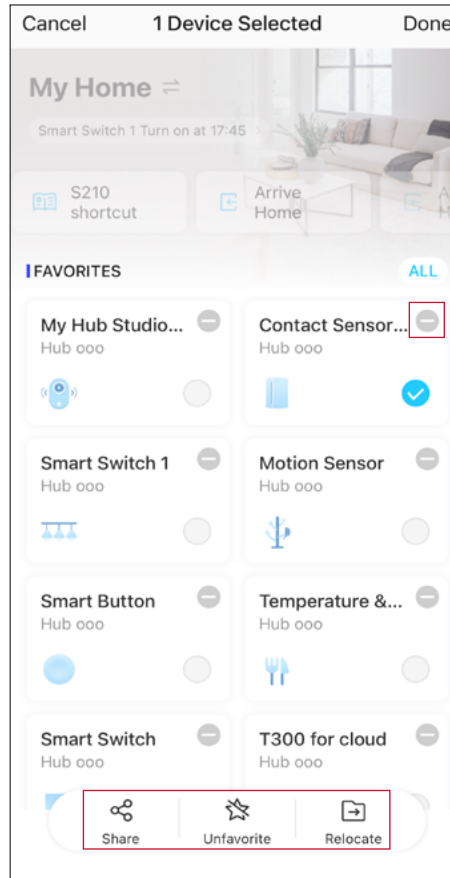 Cancel
1 Device Selected
Done
My Home
Smart Switch 1 Turn on at 17:45
S210
shortcut
Arrive
Home
FAVORITES
ALL
My Hub Studio...
Hub ooo
Contact Sensor...
Hub ooo
Smart Switch 1
Hub ooo
Motion Sensor
Hub ooo
Smart Button
Hub ooo
Temperature &...
Hub ooo
Smart Switch
Hub ooo
T300 for cloud
Hub ooo
Share
Unfavorite
Relocate